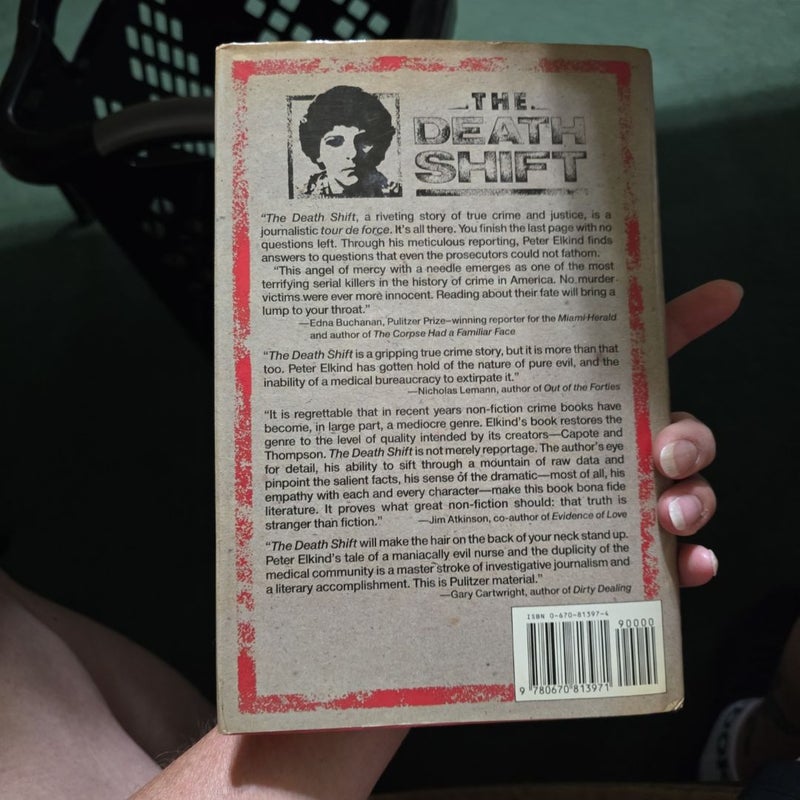 THE
DEATH
SHIFT
"The Death Shift, a riveting story of true crime and justice, is a
journalistic tour de force. It's all there. You finish the last page with no
questions left. Through his meticulous reporting, Peter Elkind finds
answers to questions that even the prosecutors could not fathom.
"This angel of mercy with a needle emerges as one of the most
terrifying serial killers in the history of crime in America. No murder
victims were ever more innocent. Reading about their fate will bring a
lump to your throat."
—Edna Buchanan, Pulitzer Prize–winning reporter for the Miami Herald
and author of The Corpse Had a Familiar Face
"The Death Shift is a gripping true crime story, but it is more than that
too. Peter Elkind has gotten hold of the nature of pure evil, and the
inability of a medical bureaucracy to extirpate it."
—Nicholas Lemann, author of Out of the Forties
"It is regrettable that in recent years non-fiction crime books have
become, in large part, a mediocre genre. Elkind's book restores the
genre to the level of quality intended by its creators—Capote and
Thompson. The Death Shift is not merely reportage. The author's eye
for detail, his ability to sift through a mountain of raw data and
pinpoint the salient facts, his sense of the dramatic—most of all, his
empathy with each and every character—make this book bona fide
literature. It proves what great non-fiction should: that truth is
stranger than fiction." —Jim Atkinson, co-author of Evidence of Love
"The Death Shift will make the hair on the back of your neck stand up.
Peter Elkind's tale of a maniacally evil nurse and the duplicity of the
medical community is a master stroke of investigative journalism and
a literary accomplishment. This is Pulitzer material."
—Gary Cartwright, author of Dirty Dealing
ISBN 0-670-81397-4
90000
9 780670 813971